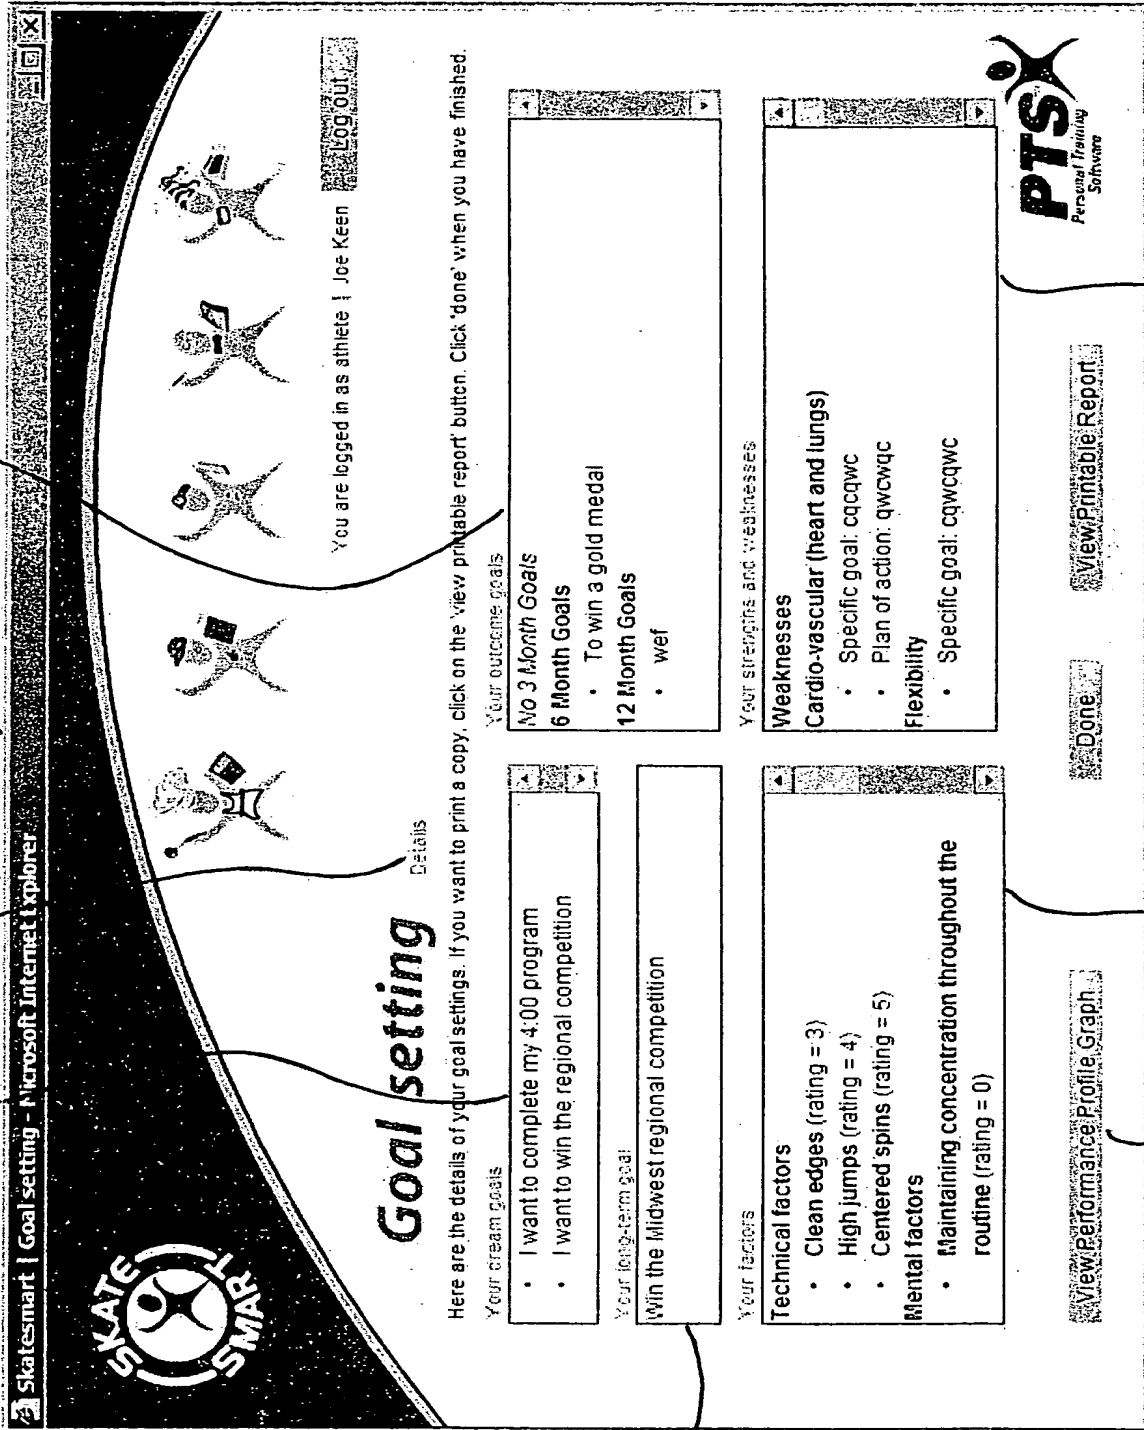 Skatesmart | Goal setting - Microsoft Internet Explorer
SKATE
SMART
You are logged in as athlete | Joe Keen
Log out
Goal setting
Details
Here are the details of your goal settings. If you want to print a copy, click on the 'view printable report' button. Click 'done' when you have finished.
Your dream goals
• I want to complete my 4:00 program
• I want to win the regional competition
Your long-term goal
Win the Midwest regional competition
Your outcome goals
No 3 Month Goals
6 Month Goals
• To win a gold medal
12 Month Goals
• wef
Your factors
Technical factors
• Clean edges (rating = 3)
• High jumps (rating = 4)
• Centered spins (rating = 5)
Mental factors
• Maintaining concentration throughout the
routine (rating = 0)
Your strengths and weaknesses
Weaknesses
Cardio-vascular (heart and lungs)
• Specific goal: cqcqwc
• Plan of action: qwcwqc
Flexibility
• Specific goal: cqwcqwc
View Performance Profile Graph
Done
View Printable Report
PTS
Personal Training
Software